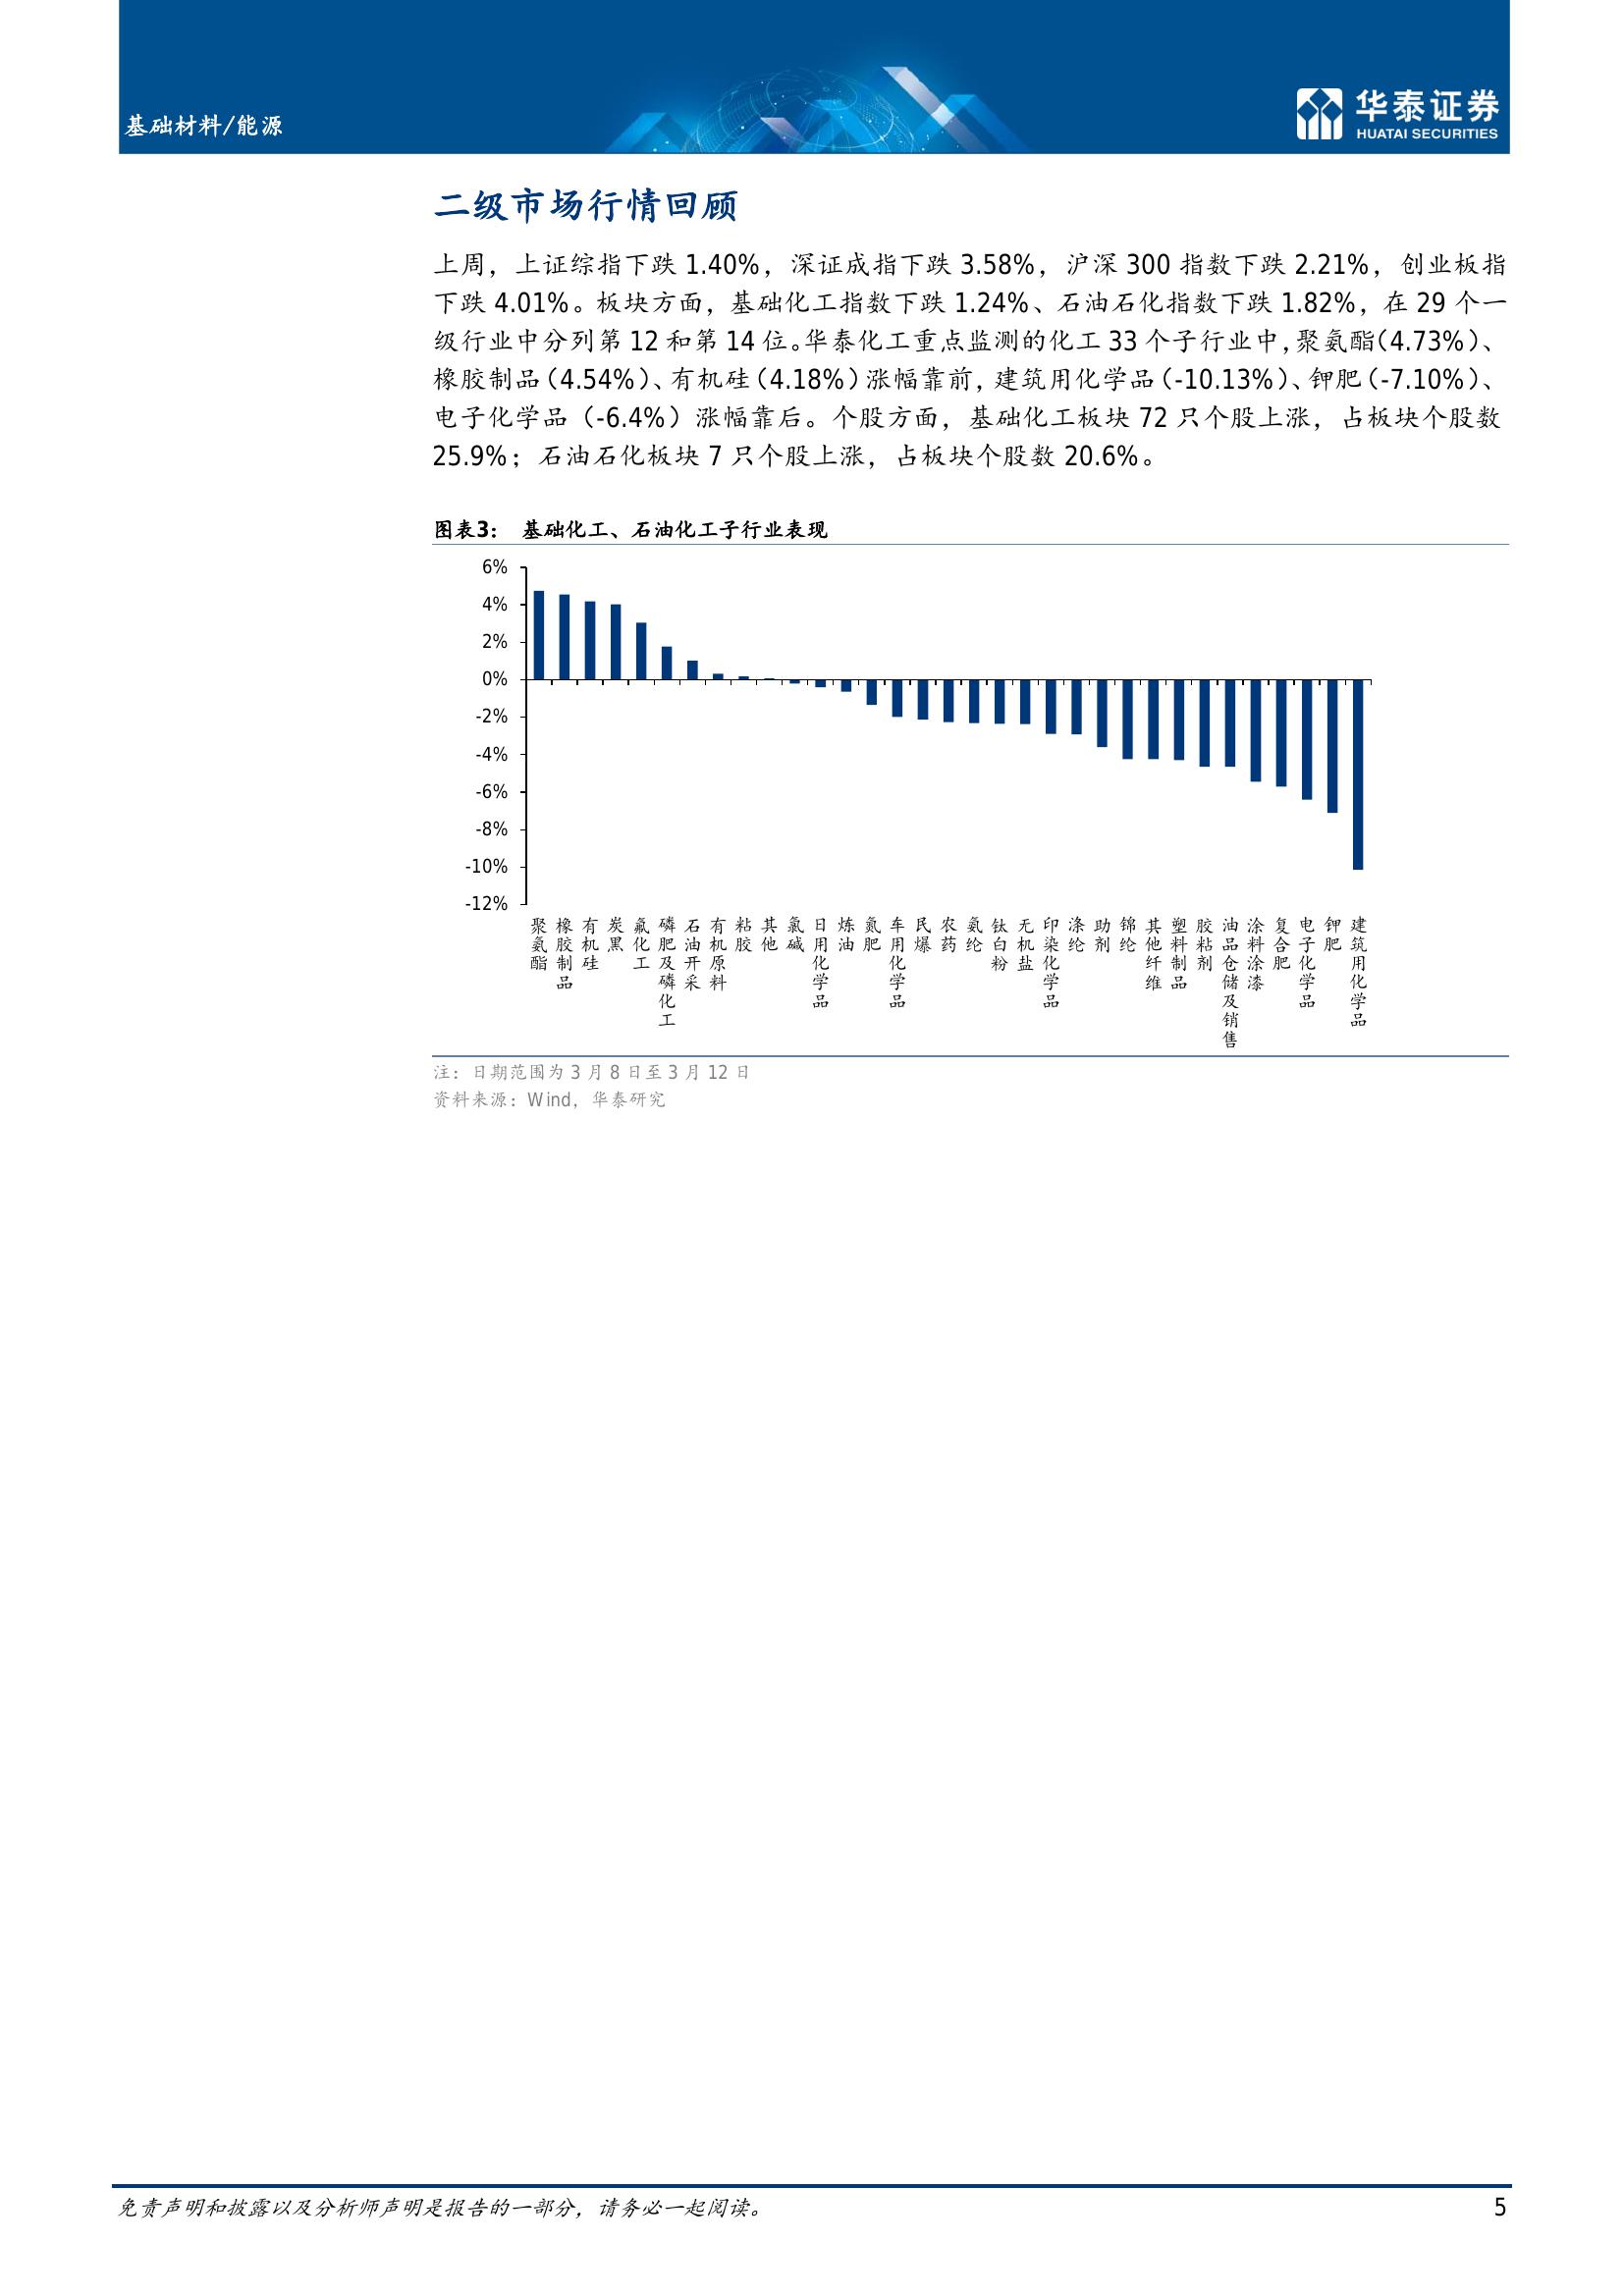 基础材料/能源
华泰证券
HUATAI SECURITIES
二级市场行情回顾
上周，上证综指下跌 1.40%，深证成指下跌 3.58%，沪深 300 指数下跌 2.21%，创业板指
下跌 4.01%。板块方面，基础化工指数下跌 1.24%、石油石化指数下跌 1.82%，在 29 个一
级行业中分列第 12 和第 14 位。华泰化工重点监测的化工 33 个子行业中，聚氨酯（4.73%）、
橡胶制品（4.54%）、有机硅（4.18%）涨幅靠前，建筑用化学品（-10.13%）、钾肥（-7.10%）、
电子化学品（-6.4%）涨幅靠后。个股方面，基础化工板块 72 只个股上涨，占板块个股数
25.9%；石油石化板块 7 只个股上涨，占板块个股数 20.6%。
图表3： 基础化工、石油化工子行业表现
6%
4%
2%
0%
-2%
-4%
-6%
-8%
-10%
-12%
聚氨酯
橡胶制品
有机硅
炭黑
氟化工
磷肥及磷化工
石油开采
有机原料
粘胶
其他
氯碱
日用化学品
炼油
氮肥
车用化学品
民爆
农药
氨纶
钛白粉
无机盐
印染化学品
涤纶
助剂
锦纶
其他纤维
塑料制品
胶粘剂
油品仓储及销售
涂料涂漆
复合肥
电子化学品
钾肥
建筑用化学品
注：日期范围为 3 月 8 日至 3 月 12 日
资料来源：Wind，华泰研究
免责声明和披露以及分析师声明是报告的一部分，请务必一起阅读。
5